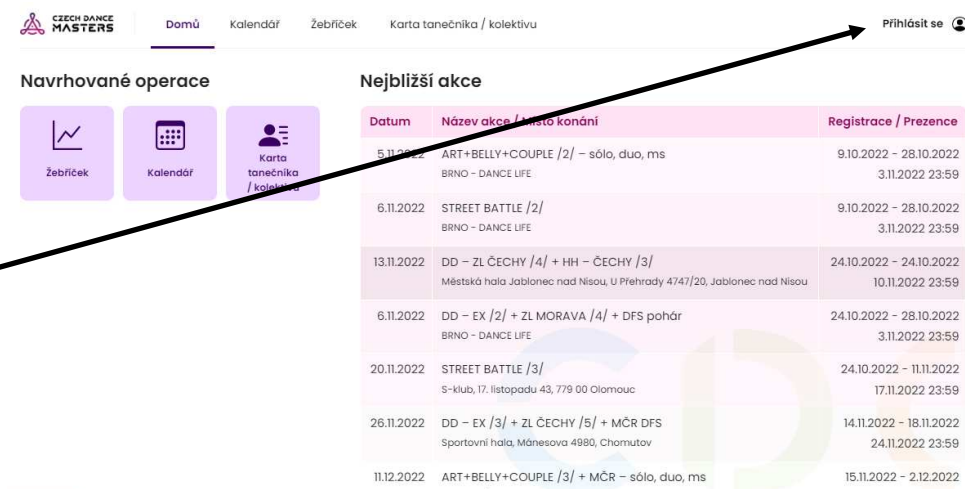 CZECH DANCE
MASTERS
Domů
Kalendář
Žebříček
Karta tanečníka / kolektivu
Přihlásit se
Navrhované operace
Žebříček
Kalendář
Karta
tanečníka
/ kolektivu
Nejbližší akce
Datum Název akce / Místo konání Registrace / Prezence
5.11.2022 ART+BELLY+COUPLE /2/ – sólo, duo, ms 9.10.2022 - 28.10.2022
BRNO - DANCE LIFE 3.11.2022 23:59
6.11.2022 STREET BATTLE /2/ 9.10.2022 - 28.10.2022
BRNO - DANCE LIFE 3.11.2022 23:59
13.11.2022 DD – ZL ČECHY /4/ + HH – ČECHY /3/ 24.10.2022 - 24.10.2022
Městská hala Jablonec nad Nisou, U Přehrady 4747/20, Jablonec nad Nisou 10.11.2022 23:59
6.11.2022 DD – EX /2/ + ZL MORAVA /4/ + DFS pohár 24.10.2022 - 28.10.2022
BRNO - DANCE LIFE 3.11.2022 23:59
20.11.2022 STREET BATTLE /3/ 24.10.2022 - 11.11.2022
S-klub, 17. listopadu 43, 779 00 Olomouc 17.11.2022 23:59
26.11.2022 DD – EX /3/ + ZL ČECHY /5/ + MČR DFS 14.11.2022 - 18.11.2022
Sportovní hala, Mánesova 4980, Chomutov 24.11.2022 23:59
11.12.2022 ART+BELLY+COUPLE /3/ + MČR – sólo, duo, ms 15.11.2022 - 2.12.2022